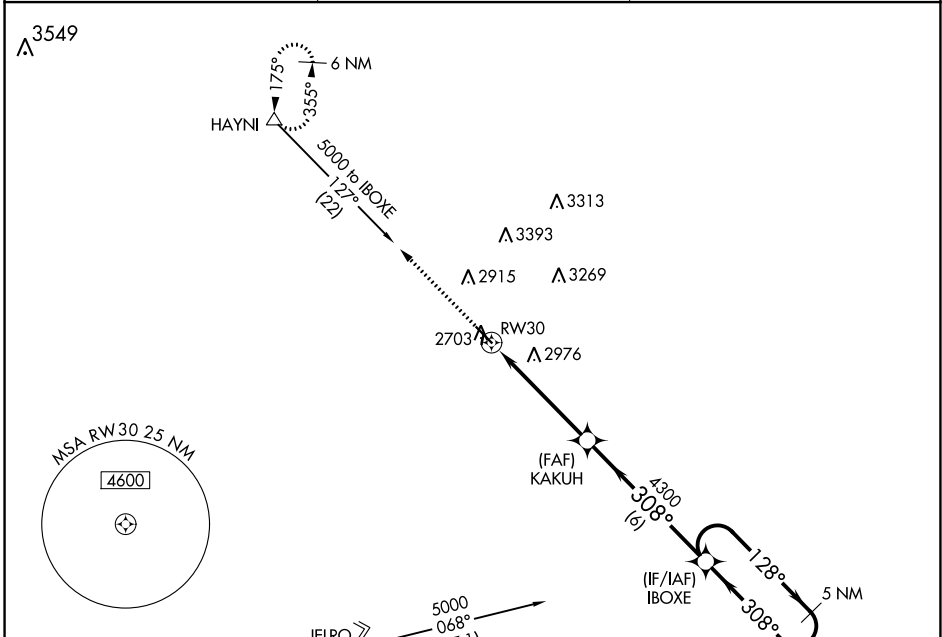 3549
6 NM
175°
355°
HAYNI
5000 to IBOXE
127°
(22)
3313
3393
2915
3269
2703
RW30
2976
MSA RW30 25 NM
4600
(FAF)
KAKUH
4300
308°
(6)
(IF/IAF)
IBOXE
128°
5 NM
308°
5000
068°